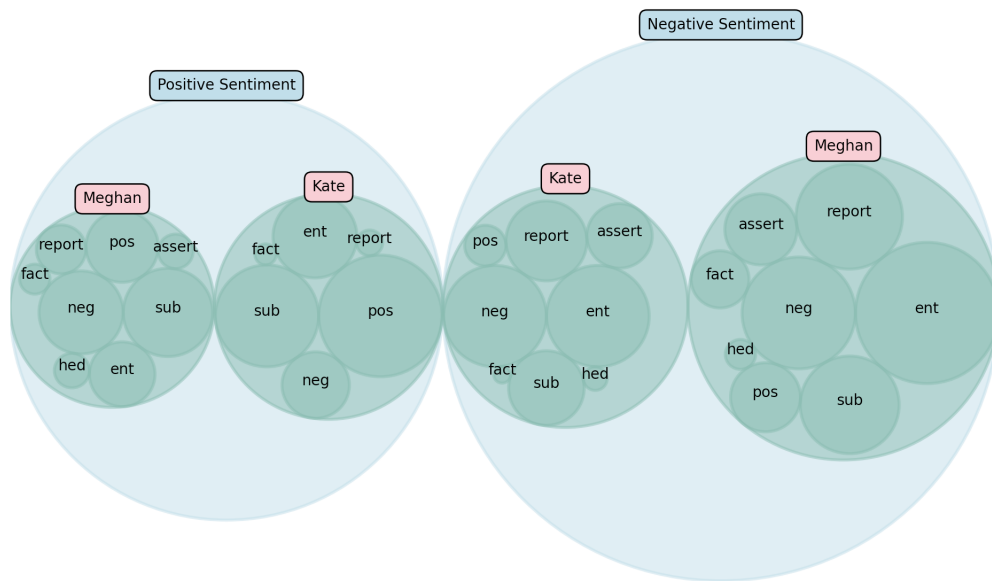 Negative Sentiment
Positive Sentiment
Meghan
report
pos
assert
fact
neg
sub
hed
ent
Kate
ent
fact
report
sub
pos
neg
Kate
pos
report
assert
neg
ent
fact
sub
hed
Meghan
assert
report
fact
neg
ent
hed
pos
sub